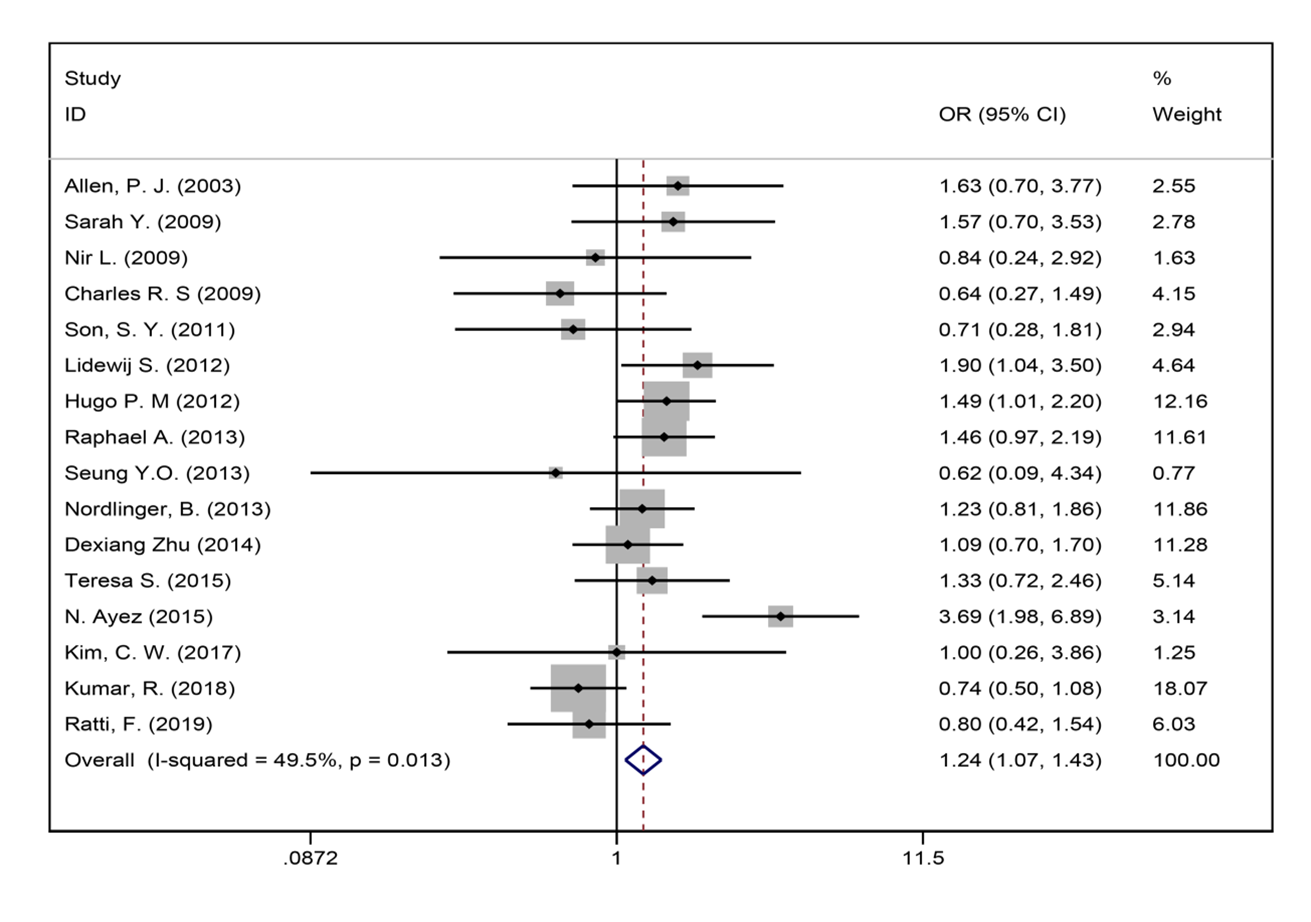 Study %
ID OR (95% CI) Weight
Allen, P. J. (2003) 1.63 (0.70, 3.77) 2.55
Sarah Y. (2009) 1.57 (0.70, 3.53) 2.78
Nir L. (2009) 0.84 (0.24, 2.92) 1.63
Charles R. S (2009) 0.64 (0.27, 1.49) 4.15
Son, S. Y. (2011) 0.71 (0.28, 1.81) 2.94
Lidewij S. (2012) 1.90 (1.04, 3.50) 4.64
Hugo P. M (2012) 1.49 (1.01, 2.20) 12.16
Raphael A. (2013) 1.46 (0.97, 2.19) 11.61
Seung Y.O. (2013) 0.62 (0.09, 4.34) 0.77
Nordlinger, B. (2013) 1.23 (0.81, 1.86) 11.86
Dexiang Zhu (2014) 1.09 (0.70, 1.70) 11.28
Teresa S. (2015) 1.33 (0.72, 2.46) 5.14
N. Ayez (2015) 3.69 (1.98, 6.89) 3.14
Kim, C. W. (2017) 1.00 (0.26, 3.86) 1.25
Kumar, R. (2018) 0.74 (0.50, 1.08) 18.07
Ratti, F. (2019) 0.80 (0.42, 1.54) 6.03
Overall (I-squared = 49.5%, p = 0.013) 1.24 (1.07, 1.43) 100.00
.0872 1 11.5